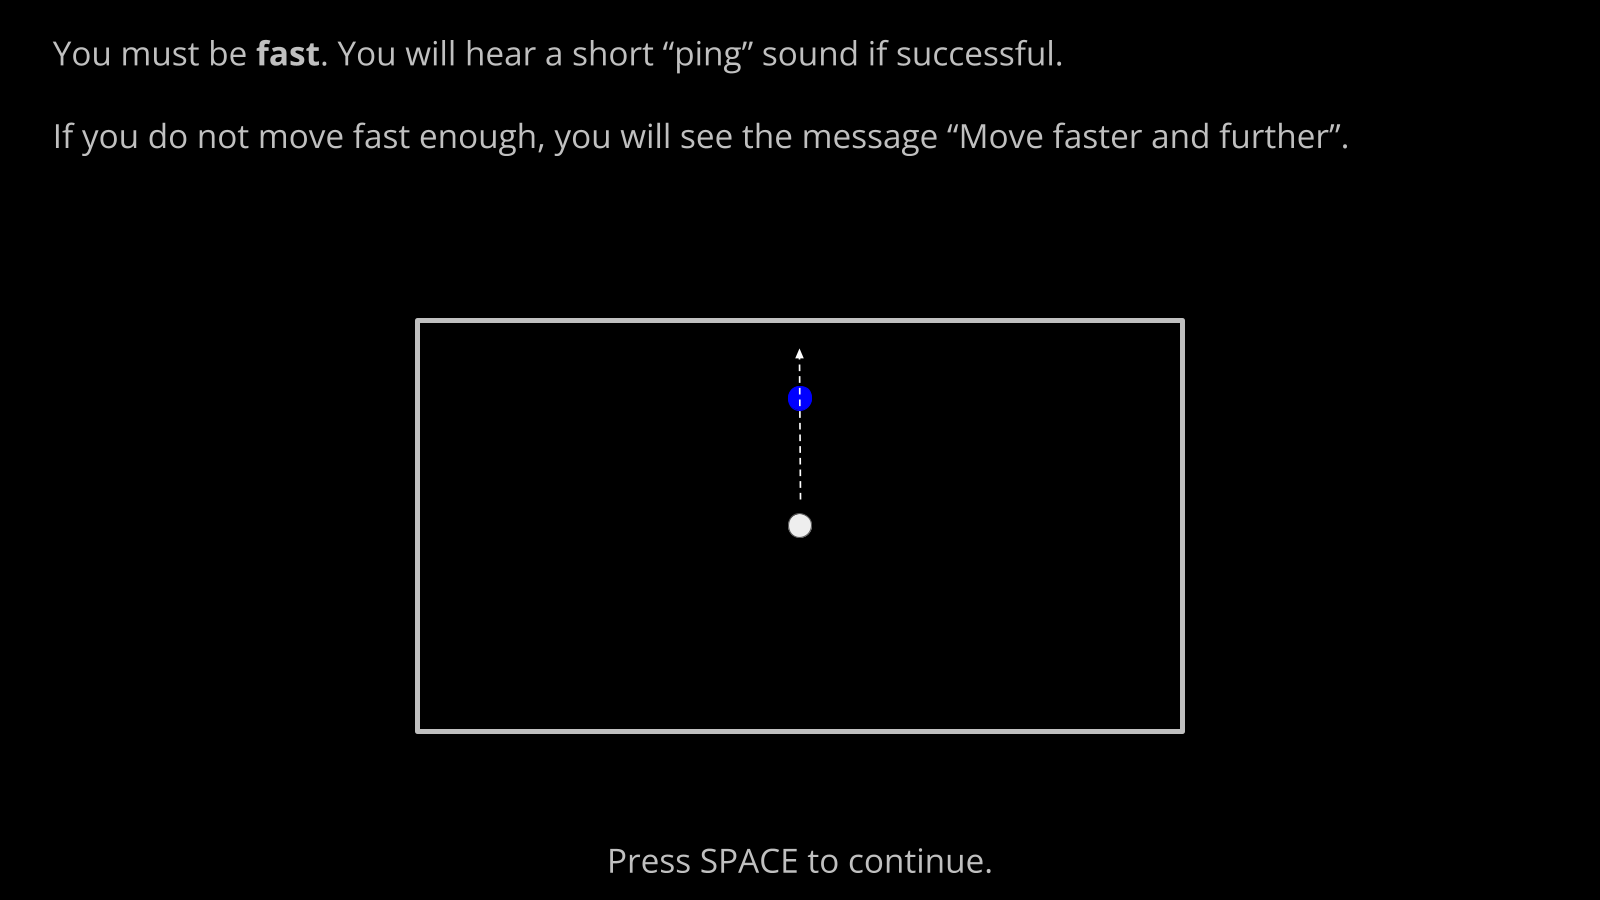 You must be fast. You will hear a short “ping” sound if successful.
If you do not move fast enough, you will see the message “Move faster and further”.
Press SPACE to continue.